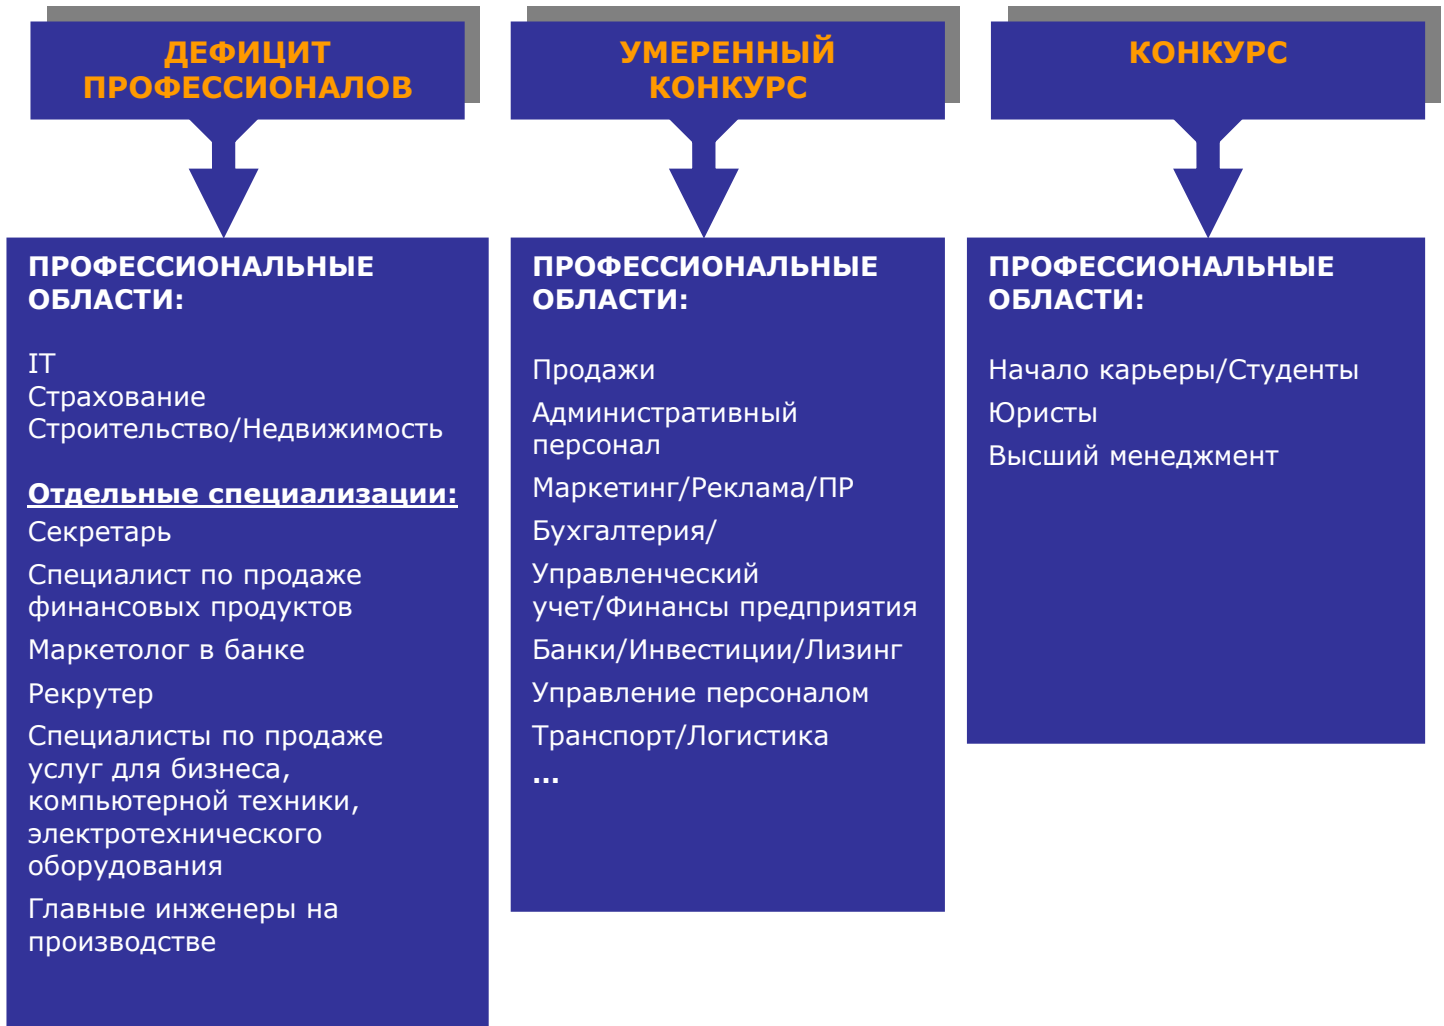 ДЕФИЦИТ
ПРОФЕССИОНАЛОВ
УМЕРЕННЫЙ
КОНКУРС
КОНКУРС
ПРОФЕССИОНАЛЬНЫЕ
ОБЛАСТИ:
IT
Страхование
Строительство/Недвижимость
Отдельные специализации:
Секретарь
Специалист по продаже
финансовых продуктов
Маркетолог в банке
Рекрутер
Специалисты по продаже
услуг для бизнеса,
компьютерной техники,
электротехнического
оборудования
Главные инженеры на
производстве
ПРОФЕССИОНАЛЬНЫЕ
ОБЛАСТИ:
Продажи
Административный
персонал
Маркетинг/Реклама/ПР
Бухгалтерия/
Управленческий
учет/Финансы предприятия
Банки/Инвестиции/Лизинг
Управление персоналом
Транспорт/Логистика
...
ПРОФЕССИОНАЛЬНЫЕ
ОБЛАСТИ:
Начало карьеры/Студенты
Юристы
Высший менеджмент